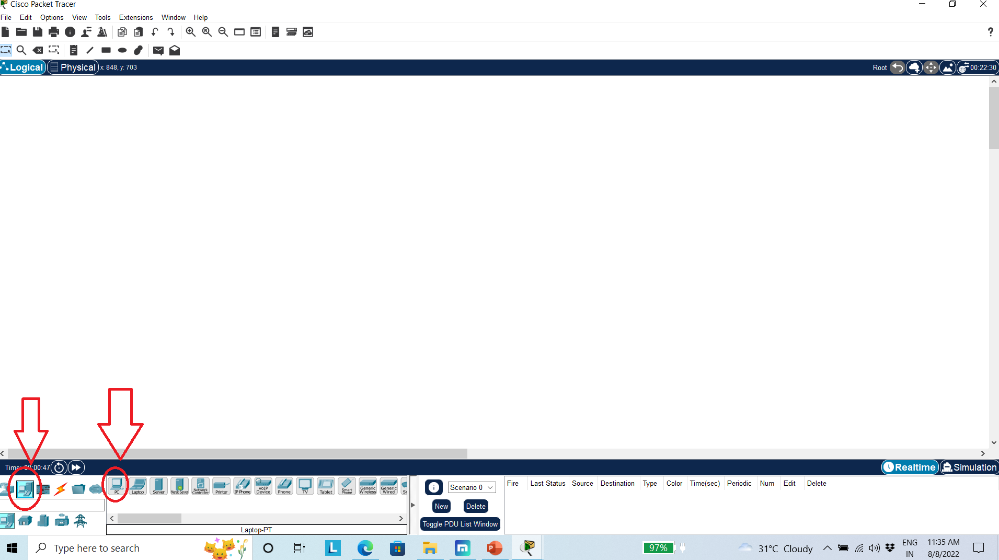 Cisco Packet Tracer
File Edit Options View Tools Extensions Window Help
Logical Physical x: 848, y: 703 Root 00:22:30
Time: 00:00:47 Realtime Simulation
PC Laptop Server Meraki Server Network Controller Printer IP Phone VoIP Device Phone TV Tablet Smart Phone Generic Wireless Generic Wired
Laptop-PT
Scenario 0
New Delete
Toggle PDU List Window
Fire Last Status Source Destination Type Color Time(sec) Periodic Num Edit Delete
Type here to search
97% 31°C Cloudy
ENG
IN
11:35 AM
8/8/2022